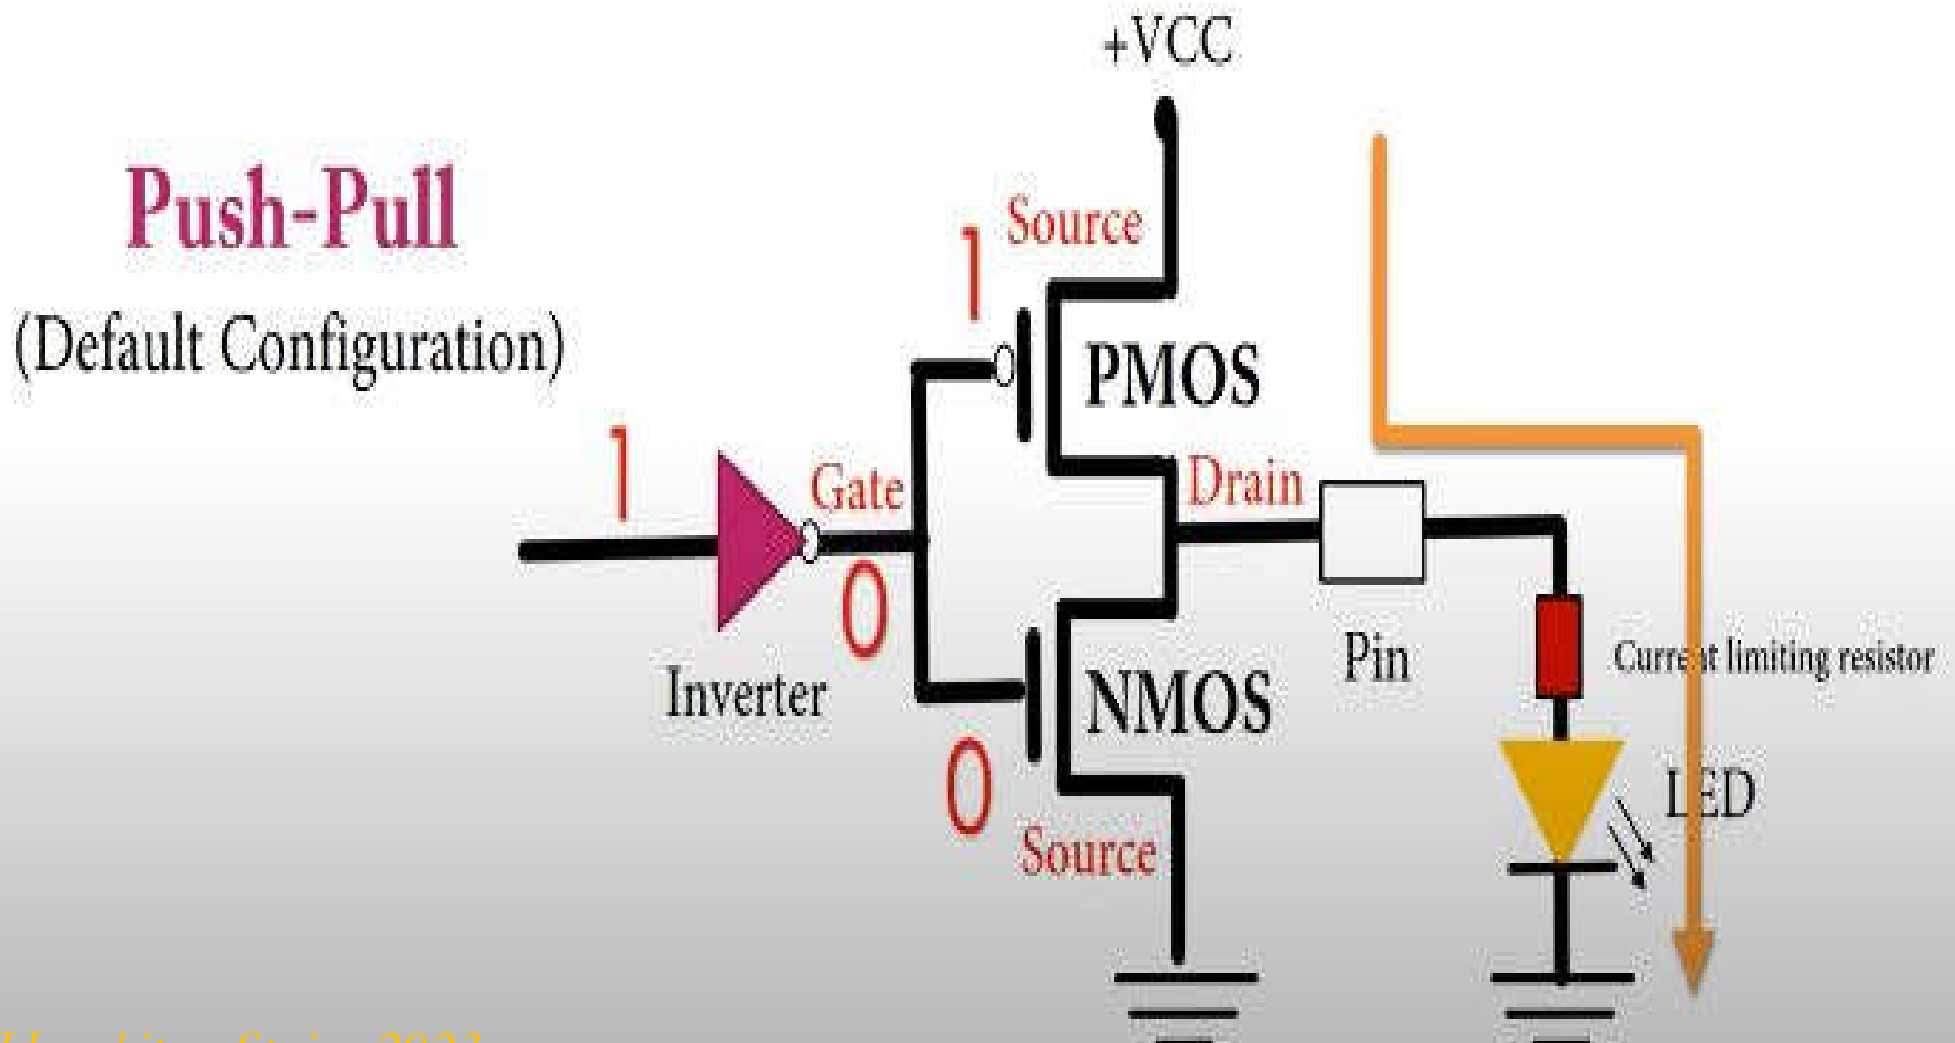 +VCC
Push-Pull
(Default Configuration)
1
Source
PMOS
1
Gate
Drain
0
Inverter
Pin
Current limiting resistor
NMOS
0
LED
Source
2023